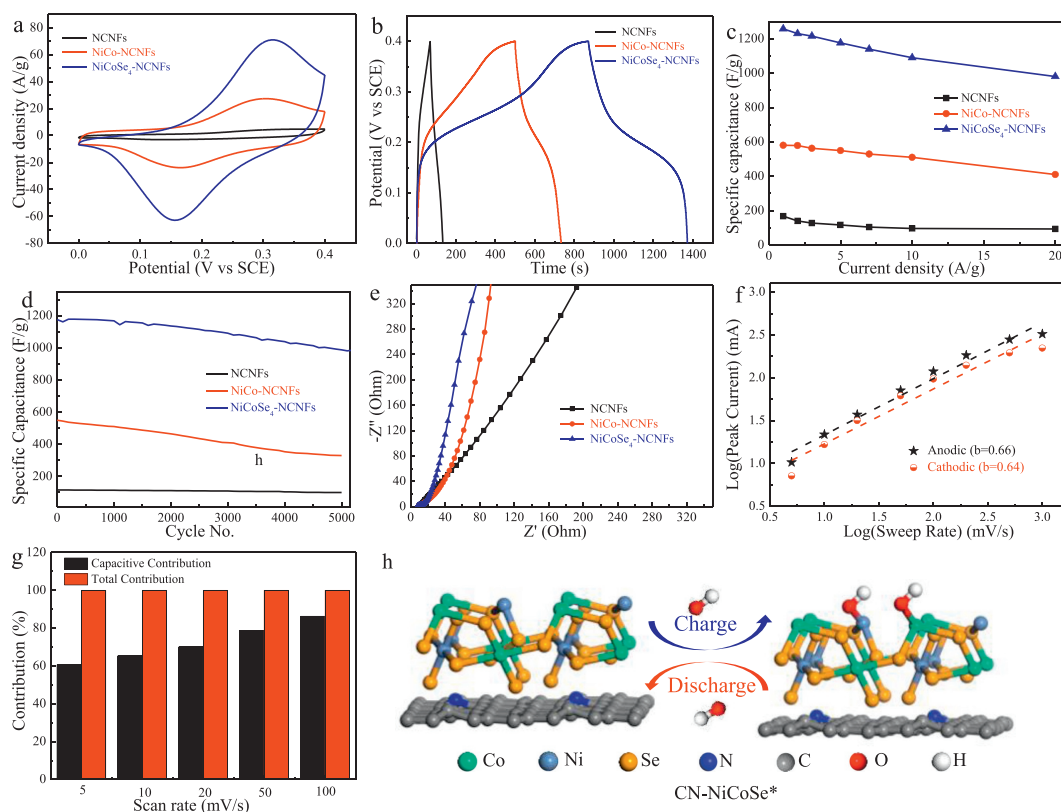 a
NCNFs
NiCo-NCNFs
NiCoSe4-NCNFs
Current density (A/g)
80
60
40
20
0
-20
-40
-60
-80
0.0 0.1 0.2 0.3 0.4
Potential (V vs SCE)
b
NCNFs
NiCo-NCNFs
NiCoSe4-NCNFs
Potential (V vs SCE)
0.4
0.2
0.0
0 200 400 600 800 1000 1200 1400
Time (s)
c
NCNFs
NiCo-NCNFs
NiCoSe4-NCNFs
Specific capacitance (F/g)
1200
1000
800
600
400
200
0
0 5 10 15 20
Current density (A/g)
d
NCNFs
NiCo-NCNFs
NiCoSe4-NCNFs
h
Specific Capacitance (F/g)
1200
1000
800
600
400
200
0 1000 2000 3000 4000 5000
Cycle No.
e
NCNFs
NiCo-NCNFs
NiCoSe4-NCNFs
-Z" (Ohm)
320
280
240
200
160
120
80
40
0
0 40 80 120 160 200 240 280 320
Z' (Ohm)
f
Anodic (b=0.66)
Cathodic (b=0.64)
Log(Peak Current) (mA)
3.0
2.5
2.0
1.5
1.0
0.5
0.5 1.0 1.5 2.0 2.5 3.0
Log(Sweep Rate) (mV/s)
g
Capacitive Contribution
Total Contribution
Contribution (%)
120
100
80
60
40
20
0
5 10 20 50 100
Scan rate (mV/s)
h
Charge
Discharge
Co Ni Se N C O H
CN-NiCoSe*